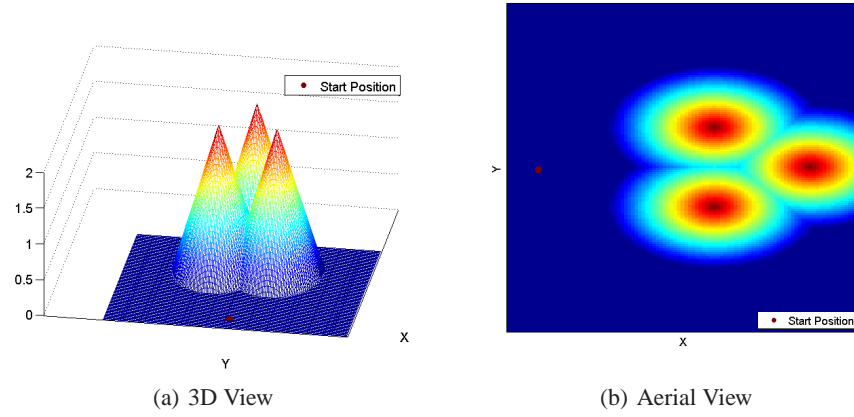 Start Position
2
1.5
1
0.5
0
Y
X
(a) 3D View
Y
X
Start Position
(b) Aerial View